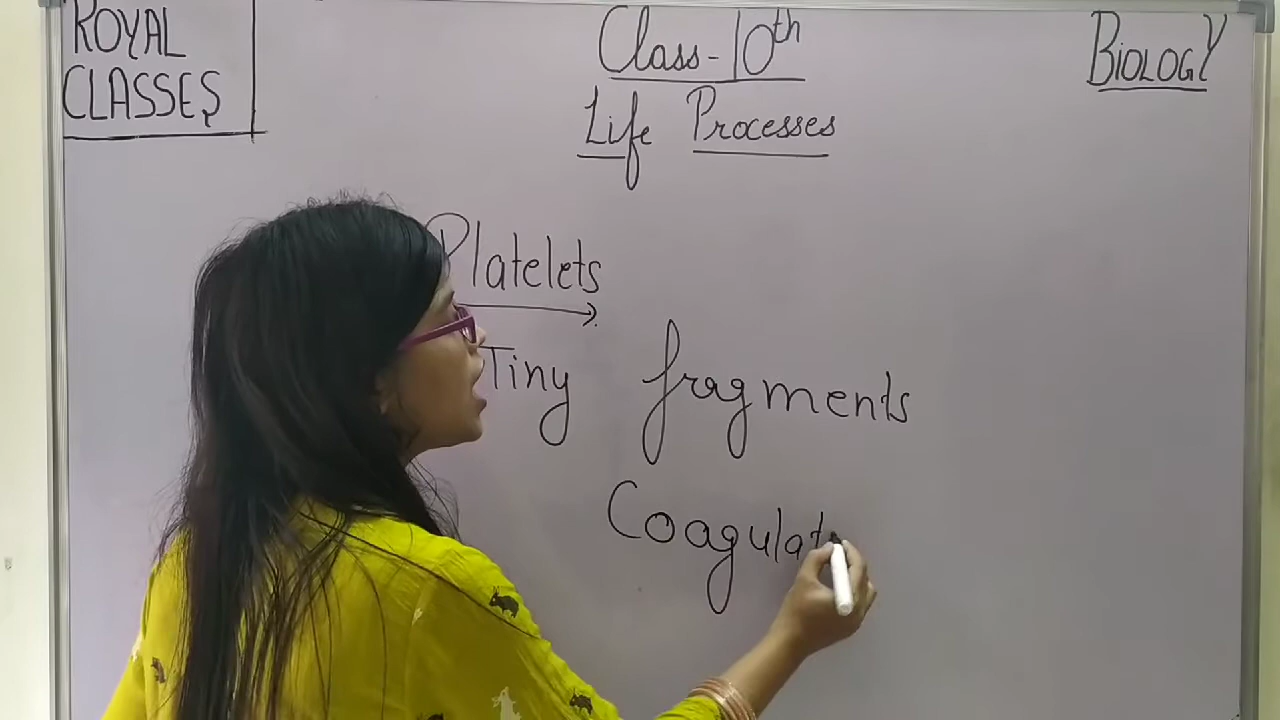 ROYAL
CLASSES
Class-10th
Life Processes
BIOLOGY
Platelets
Tiny fragments
Coagulat